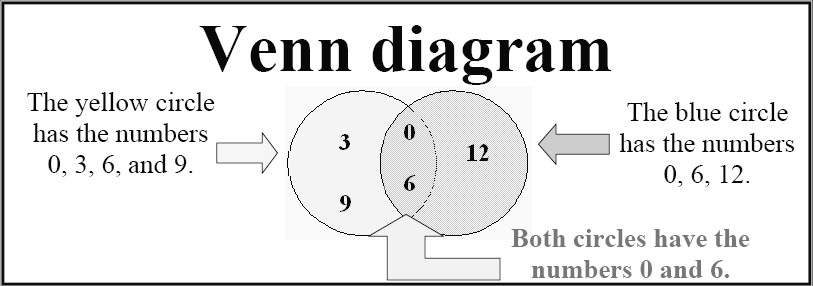 Venn diagram
The yellow circle
has the numbers
0, 3, 6, and 9.
3
9
0
6
12
The blue circle
has the numbers
0, 6, 12.
Both circles have the
numbers 0 and 6.